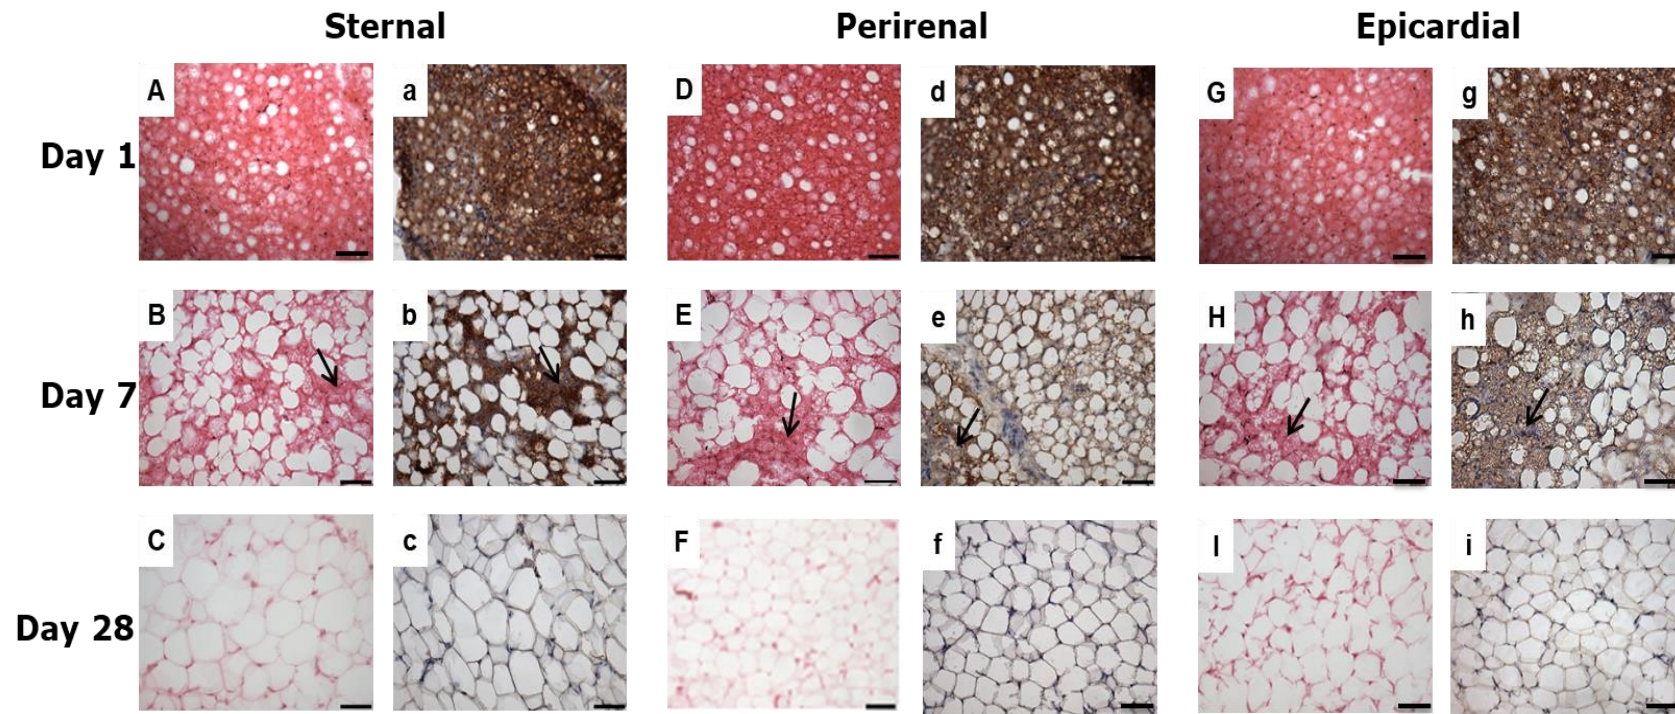 Sternal Perirenal Epicardial
Day 1 A a D d G g
Day 7 B b E e H h
Day 28 C c F f I i